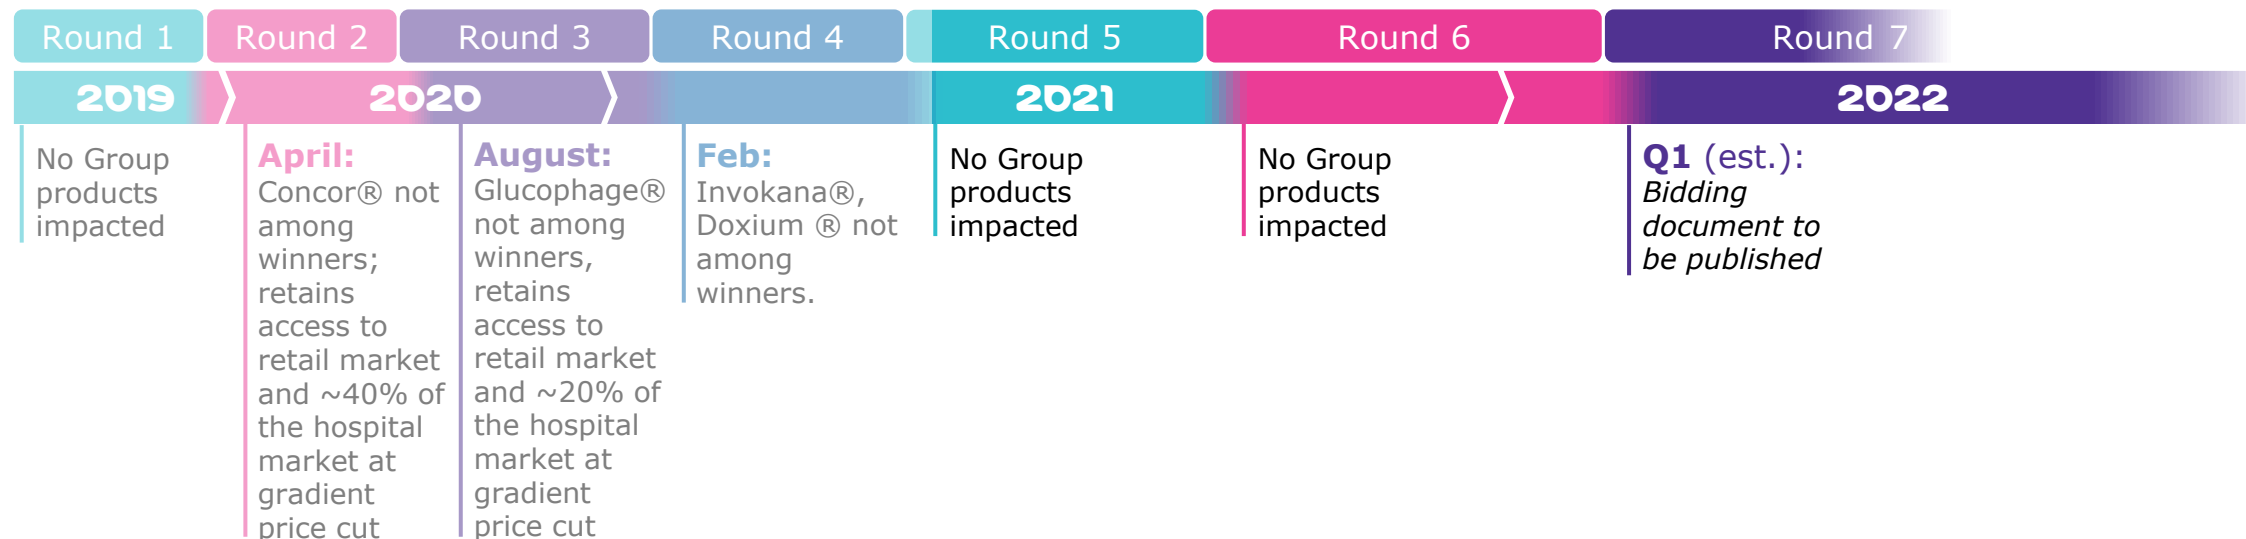 Round 1
Round 2
Round 3
Round 4
Round 5
Round 6
Round 7
2019
2020
2021
2022
No Group
products
impacted
April:
Concor® not
among
winners;
retains
access to
retail market
and ~40% of
the hospital
market at
gradient
price cut
August:
Glucophage®
not among
winners,
retains
access to
retail market
and ~20% of
the hospital
market at
gradient
price cut
Feb:
Invokana®,
Doxium ® not
among
winners.
No Group
products
impacted
No Group
products
impacted
Q1 (est.):
Bidding
document to
be published